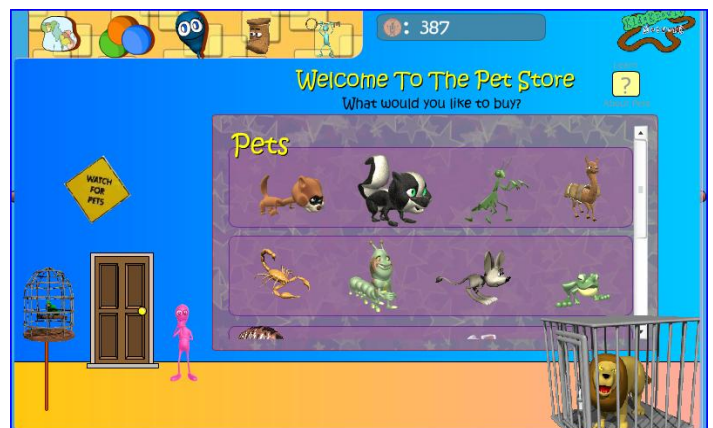 387
Welcome To The Pet Store
What would you like to buy?
?
Pets
WATCH
FOR
PETS